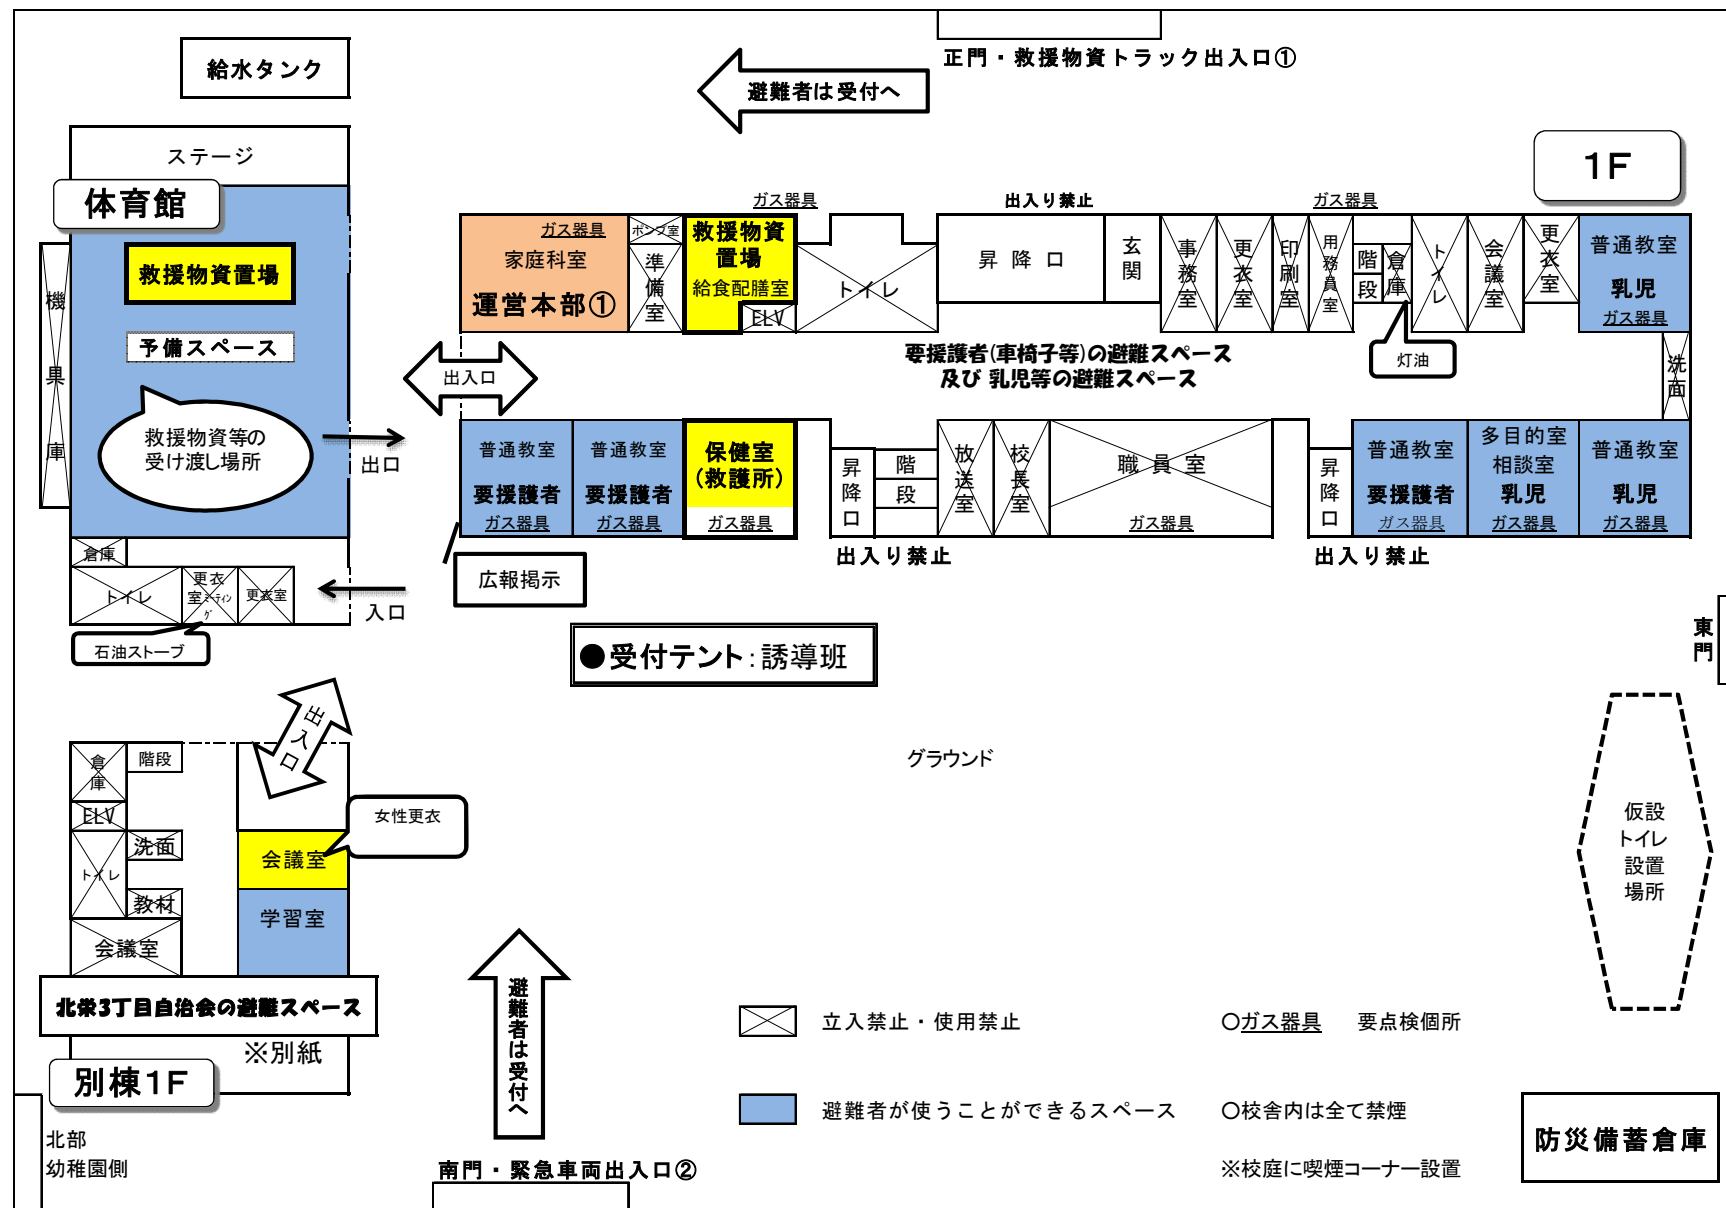 正門・救援物資トラック出入口①
給水タンク
避難者は受付へ
ステージ
体育館
1F
救援物資置場
予備スペース
救援物資等の
受け渡し場所
機具庫
出口
入口
倉庫
トイレ
更衣
室ミーティン
グ
更衣室
石油ストーブ
ガス器具
家庭科室
運営本部①
ポンプ室
準備室
ガス器具
救援物資
置場
給食配膳室
ELV
トイレ
出入り禁止
昇降口
玄関
事務室
更衣室
印刷室
ガス器具
用務員室
階段
倉庫
灯油
トイレ
会議室
更衣室
普通教室
乳児
ガス器具
洗面
出入口
要援護者(車椅子等)の避難スペース
及び 乳児等の避難スペース
普通教室
要援護者
ガス器具
普通教室
要援護者
ガス器具
保健室
(救護所)
ガス器具
昇降口
階段
出入り禁止
放送室
校長室
職員室
ガス器具
昇降口
出入り禁止
普通教室
要援護者
ガス器具
多目的室
相談室
乳児
ガス器具
普通教室
乳児
ガス器具
広報掲示
●受付テント:誘導班
東門
グラウンド
仮設
トイレ
設置
場所
出入口
倉庫
階段
ELV
洗面
トイレ
教材
会議室
女性更衣
会議室
学習室
北栄3丁目自治会の避難スペース
※別紙
別棟1F
北部
幼稚園側
避難者は受付へ
南門・緊急車両出入口②
立入禁止・使用禁止
○ガス器具 要点検個所
避難者が使うことができるスペース
○校舎内は全て禁煙
※校庭に喫煙コーナー設置
防災備蓄倉庫